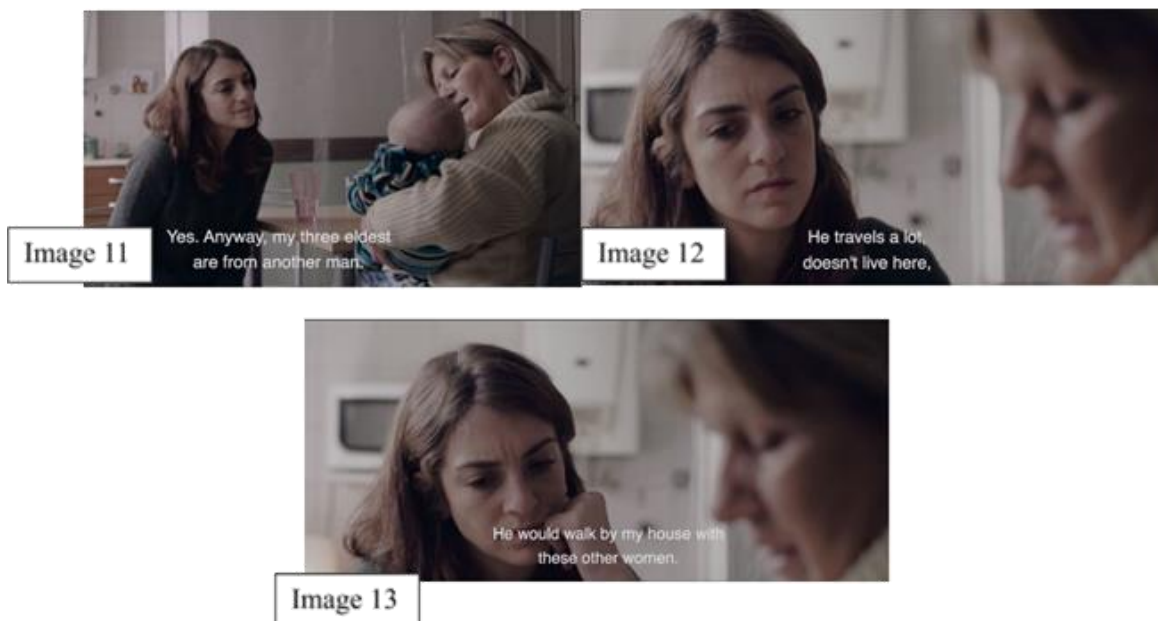 Yes. Anyway, my three eldest
are from another man.
Image 11
He travels a lot,
doesn't live here,
Image 12
He would walk by my house with
these other women.
Image 13